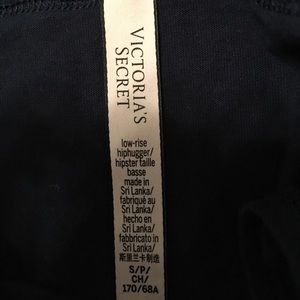 VICTORIA'S
SECRET
low-rise
hiphugger/
hipster taille
basse
made in
Sri Lanka/
fabriqué au
Sri Lanka/
hecho en
Sri Lanka/
fabbricato in
Sri Lanka/
斯里兰卡制造
S/P/
CH/
170/68A